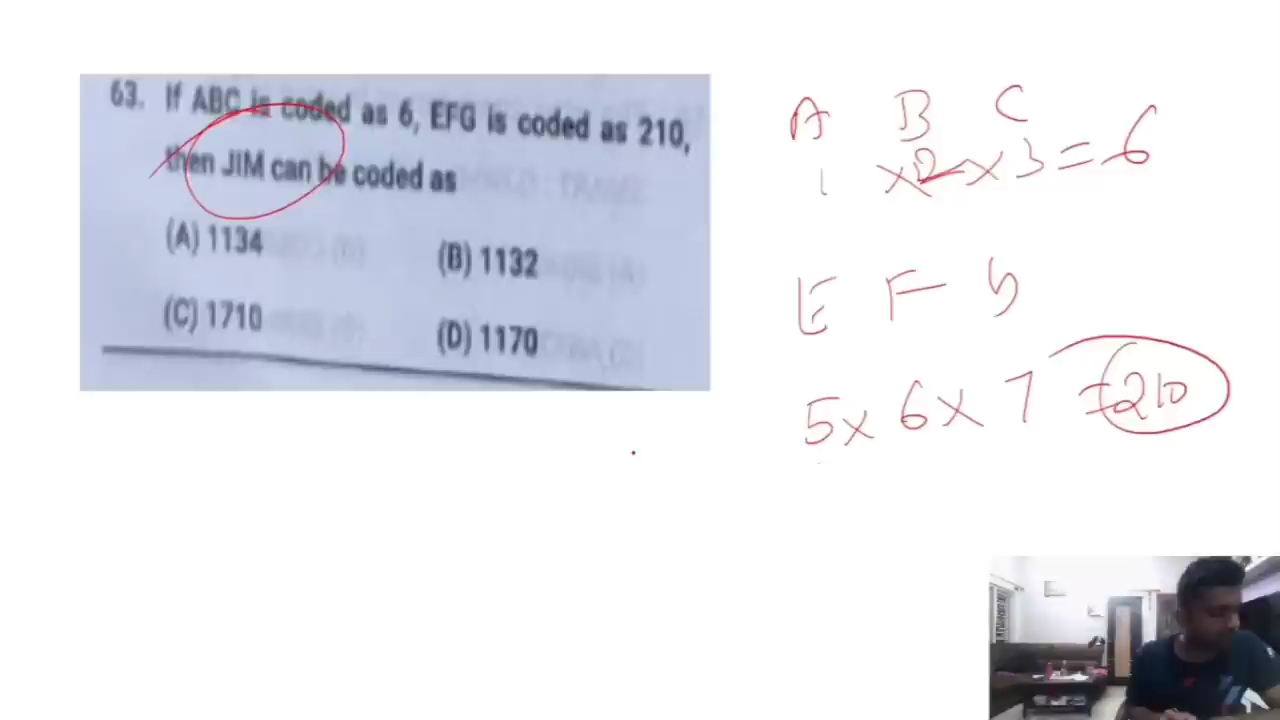 63. If ABC is coded as 6, EFG is coded as 210,
then JIM can be coded as
(A) 1134 (B) 1132
(C) 1710 (D) 1170
A B C
1 x 2 x 3 = 6
E F G
5 x 6 x 7 = 210